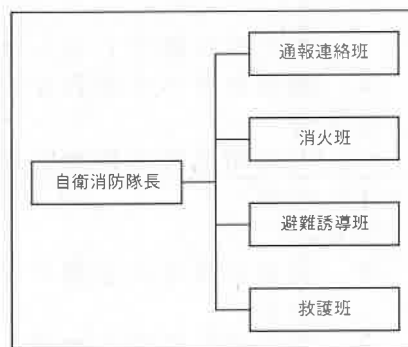 通報連絡班
消火班
自衛消防隊長
避難誘導班
救護班